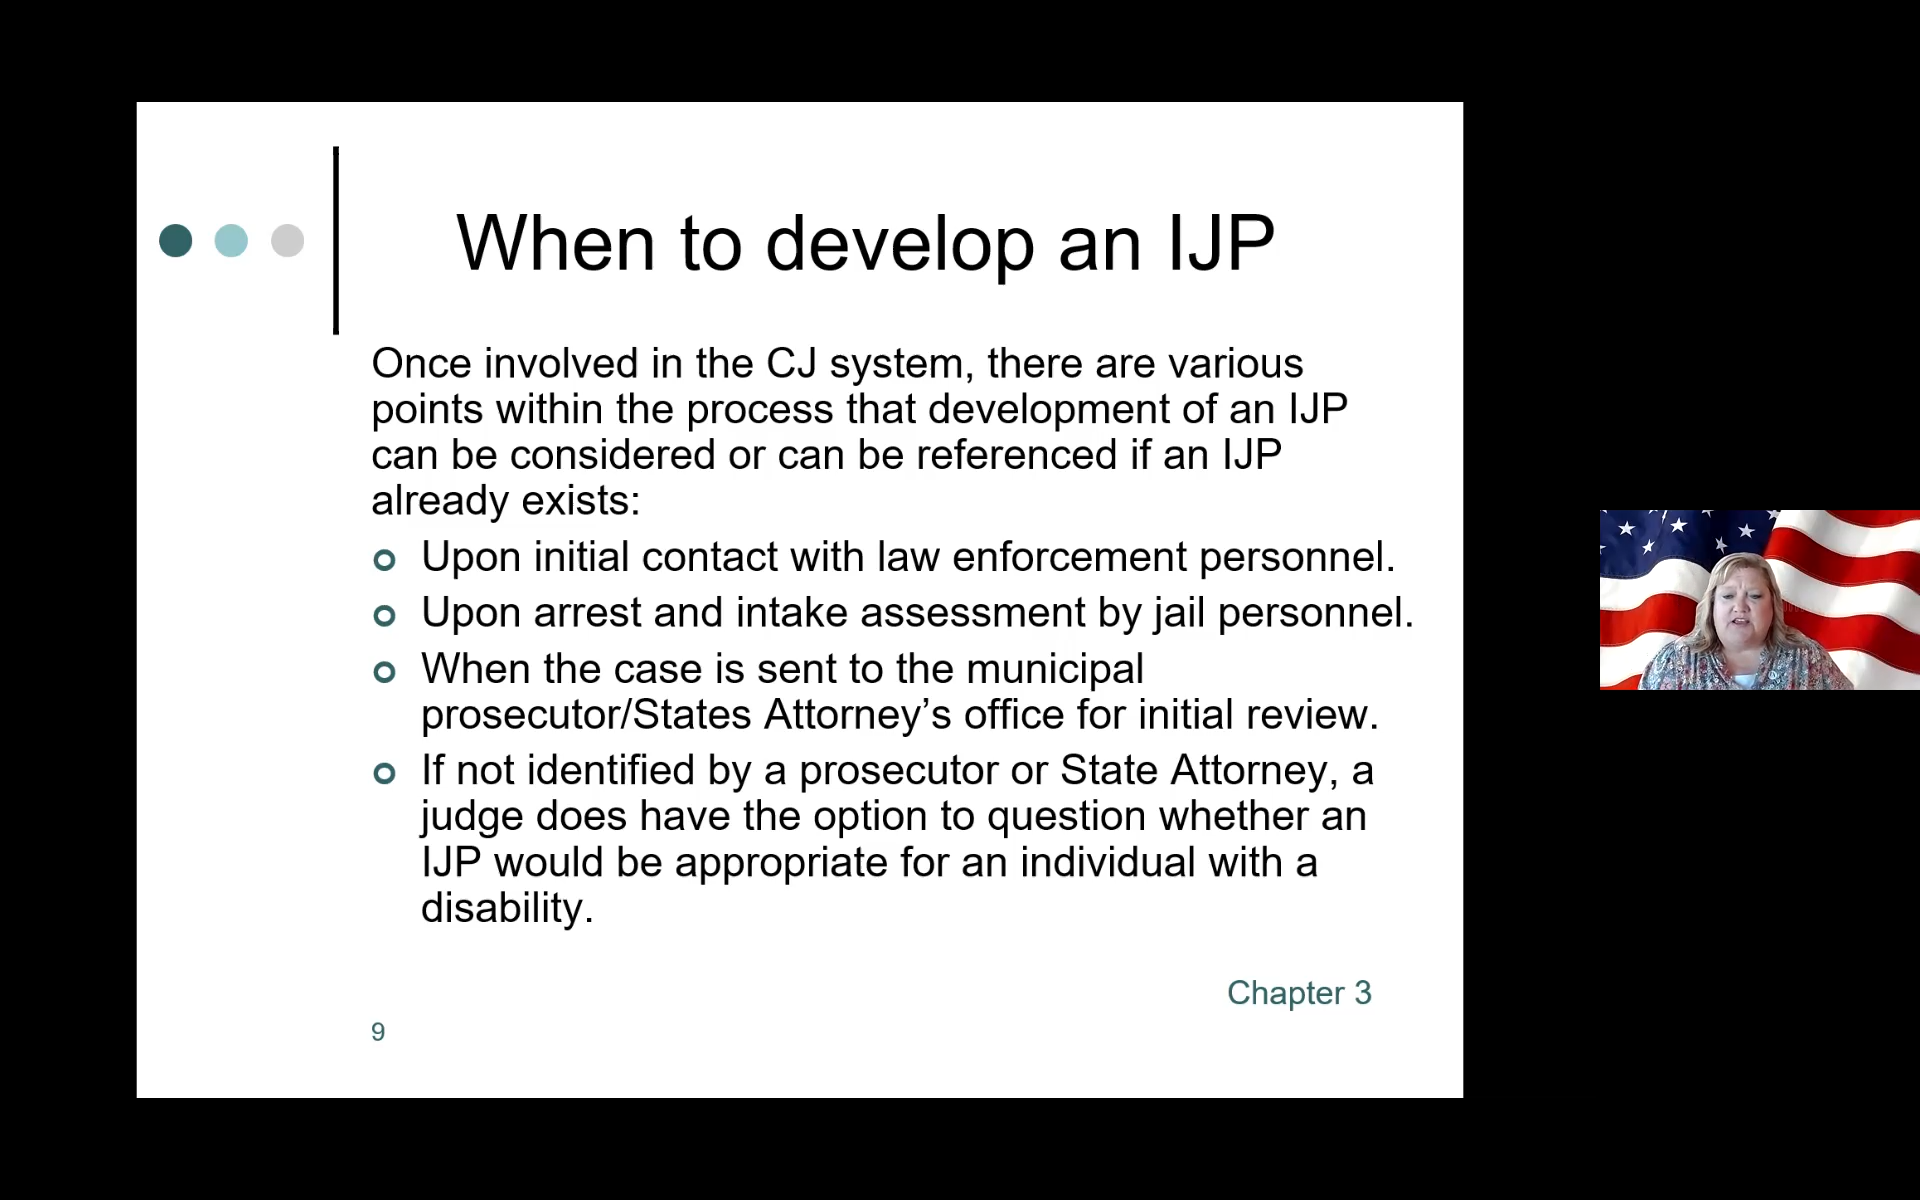 When to develop an IJP
Once involved in the CJ system, there are various
points within the process that development of an IJP
can be considered or can be referenced if an IJP
already exists:
Upon initial contact with law enforcement personnel.
Upon arrest and intake assessment by jail personnel.
When the case is sent to the municipal
prosecutor/States Attorney’s office for initial review.
If not identified by a prosecutor or State Attorney, a
judge does have the option to question whether an
IJP would be appropriate for an individual with a
disability.
Chapter 3
9